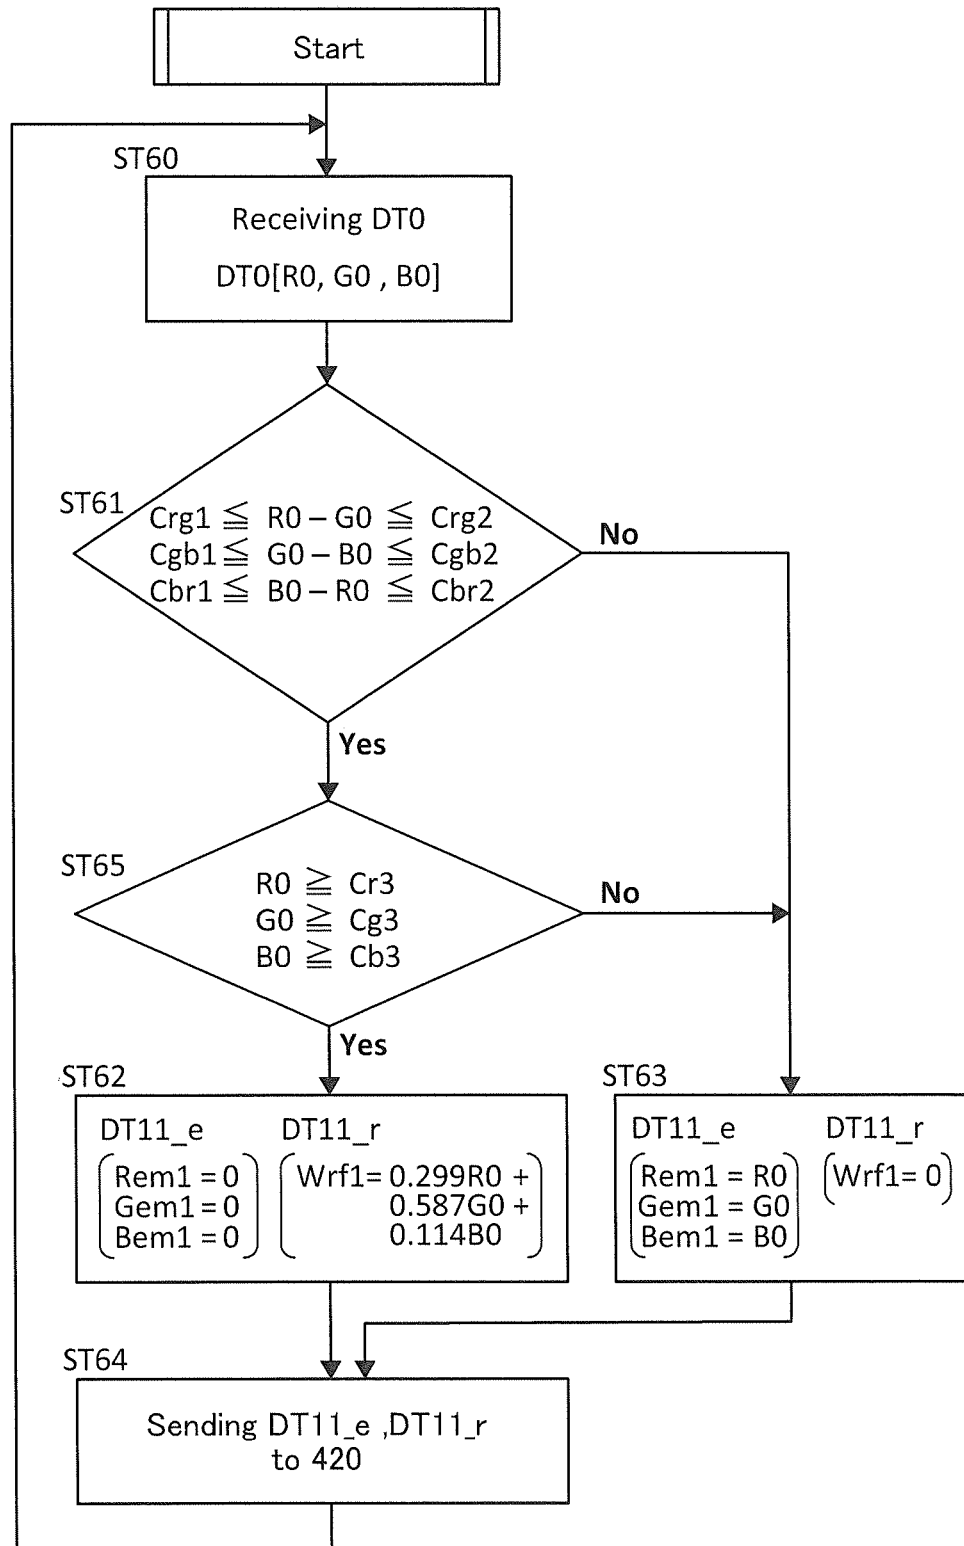 Start
ST60
Receiving DT0
DT0[R0, G0 , B0]
ST61
Crg1 ≦ R0 – G0 ≦ Crg2
Cgb1 ≦ G0 – B0 ≦ Cgb2
Cbr1 ≦ B0 – R0 ≦ Cbr2
No
Yes
ST65
R0 ≧ Cr3
G0 ≧ Cg3
B0 ≧ Cb3
No
Yes
ST62
DT11_e DT11_r
Rem1 = 0
Gem1 = 0
Bem1 = 0
Wrf1= 0.299R0 +
0.587G0 +
0.114B0
ST63
DT11_e DT11_r
Rem1 = R0
Gem1 = G0
Bem1 = B0
Wrf1= 0
ST64
Sending DT11_e ,DT11_r
to 420